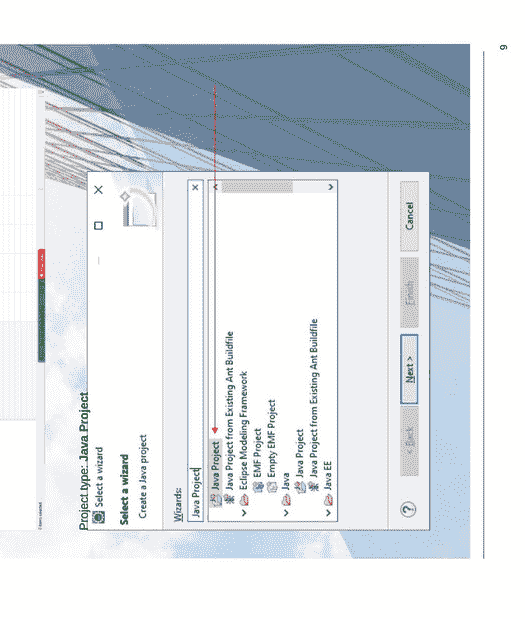 9
Project type: Java Project
Select a wizard
Select a wizard
Create a Java project
Wizards:
Java Project
Java Project
Java Project from Existing Ant Buildfile
Eclipse Modeling Framework
EMF Project
Empty EMF Project
Java
Java Project
Java Project from Existing Ant Buildfile
Java EE
< Back
Next >
Finish
Cancel